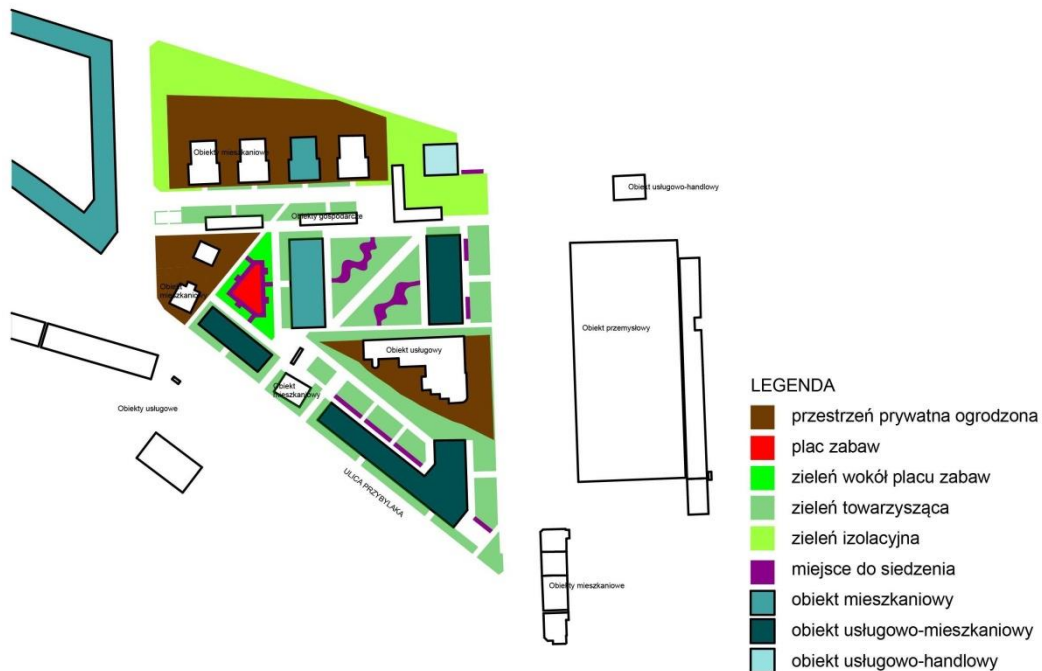 Obiekty mieszkaniowe
Obiekt usługowo-handlowy
Obiekty gospodarcze
Obiekt
mieszkaniowy
Obiekt przemysłowy
Obiekt usługowy
Obiekt
mieszkaniowy
Obiekty usługowe
ULICA PRZYBYLAKA
Obiekty mieszkaniowe
LEGENDA
przestrzeń prywatna ogrodzona
plac zabaw
zieleń wokół placu zabaw
zieleń towarzysząca
zieleń izolacyjna
miejsce do siedzenia
obiekt mieszkaniowy
obiekt usługowo-mieszkaniowy
obiekt usługowo-handlowy